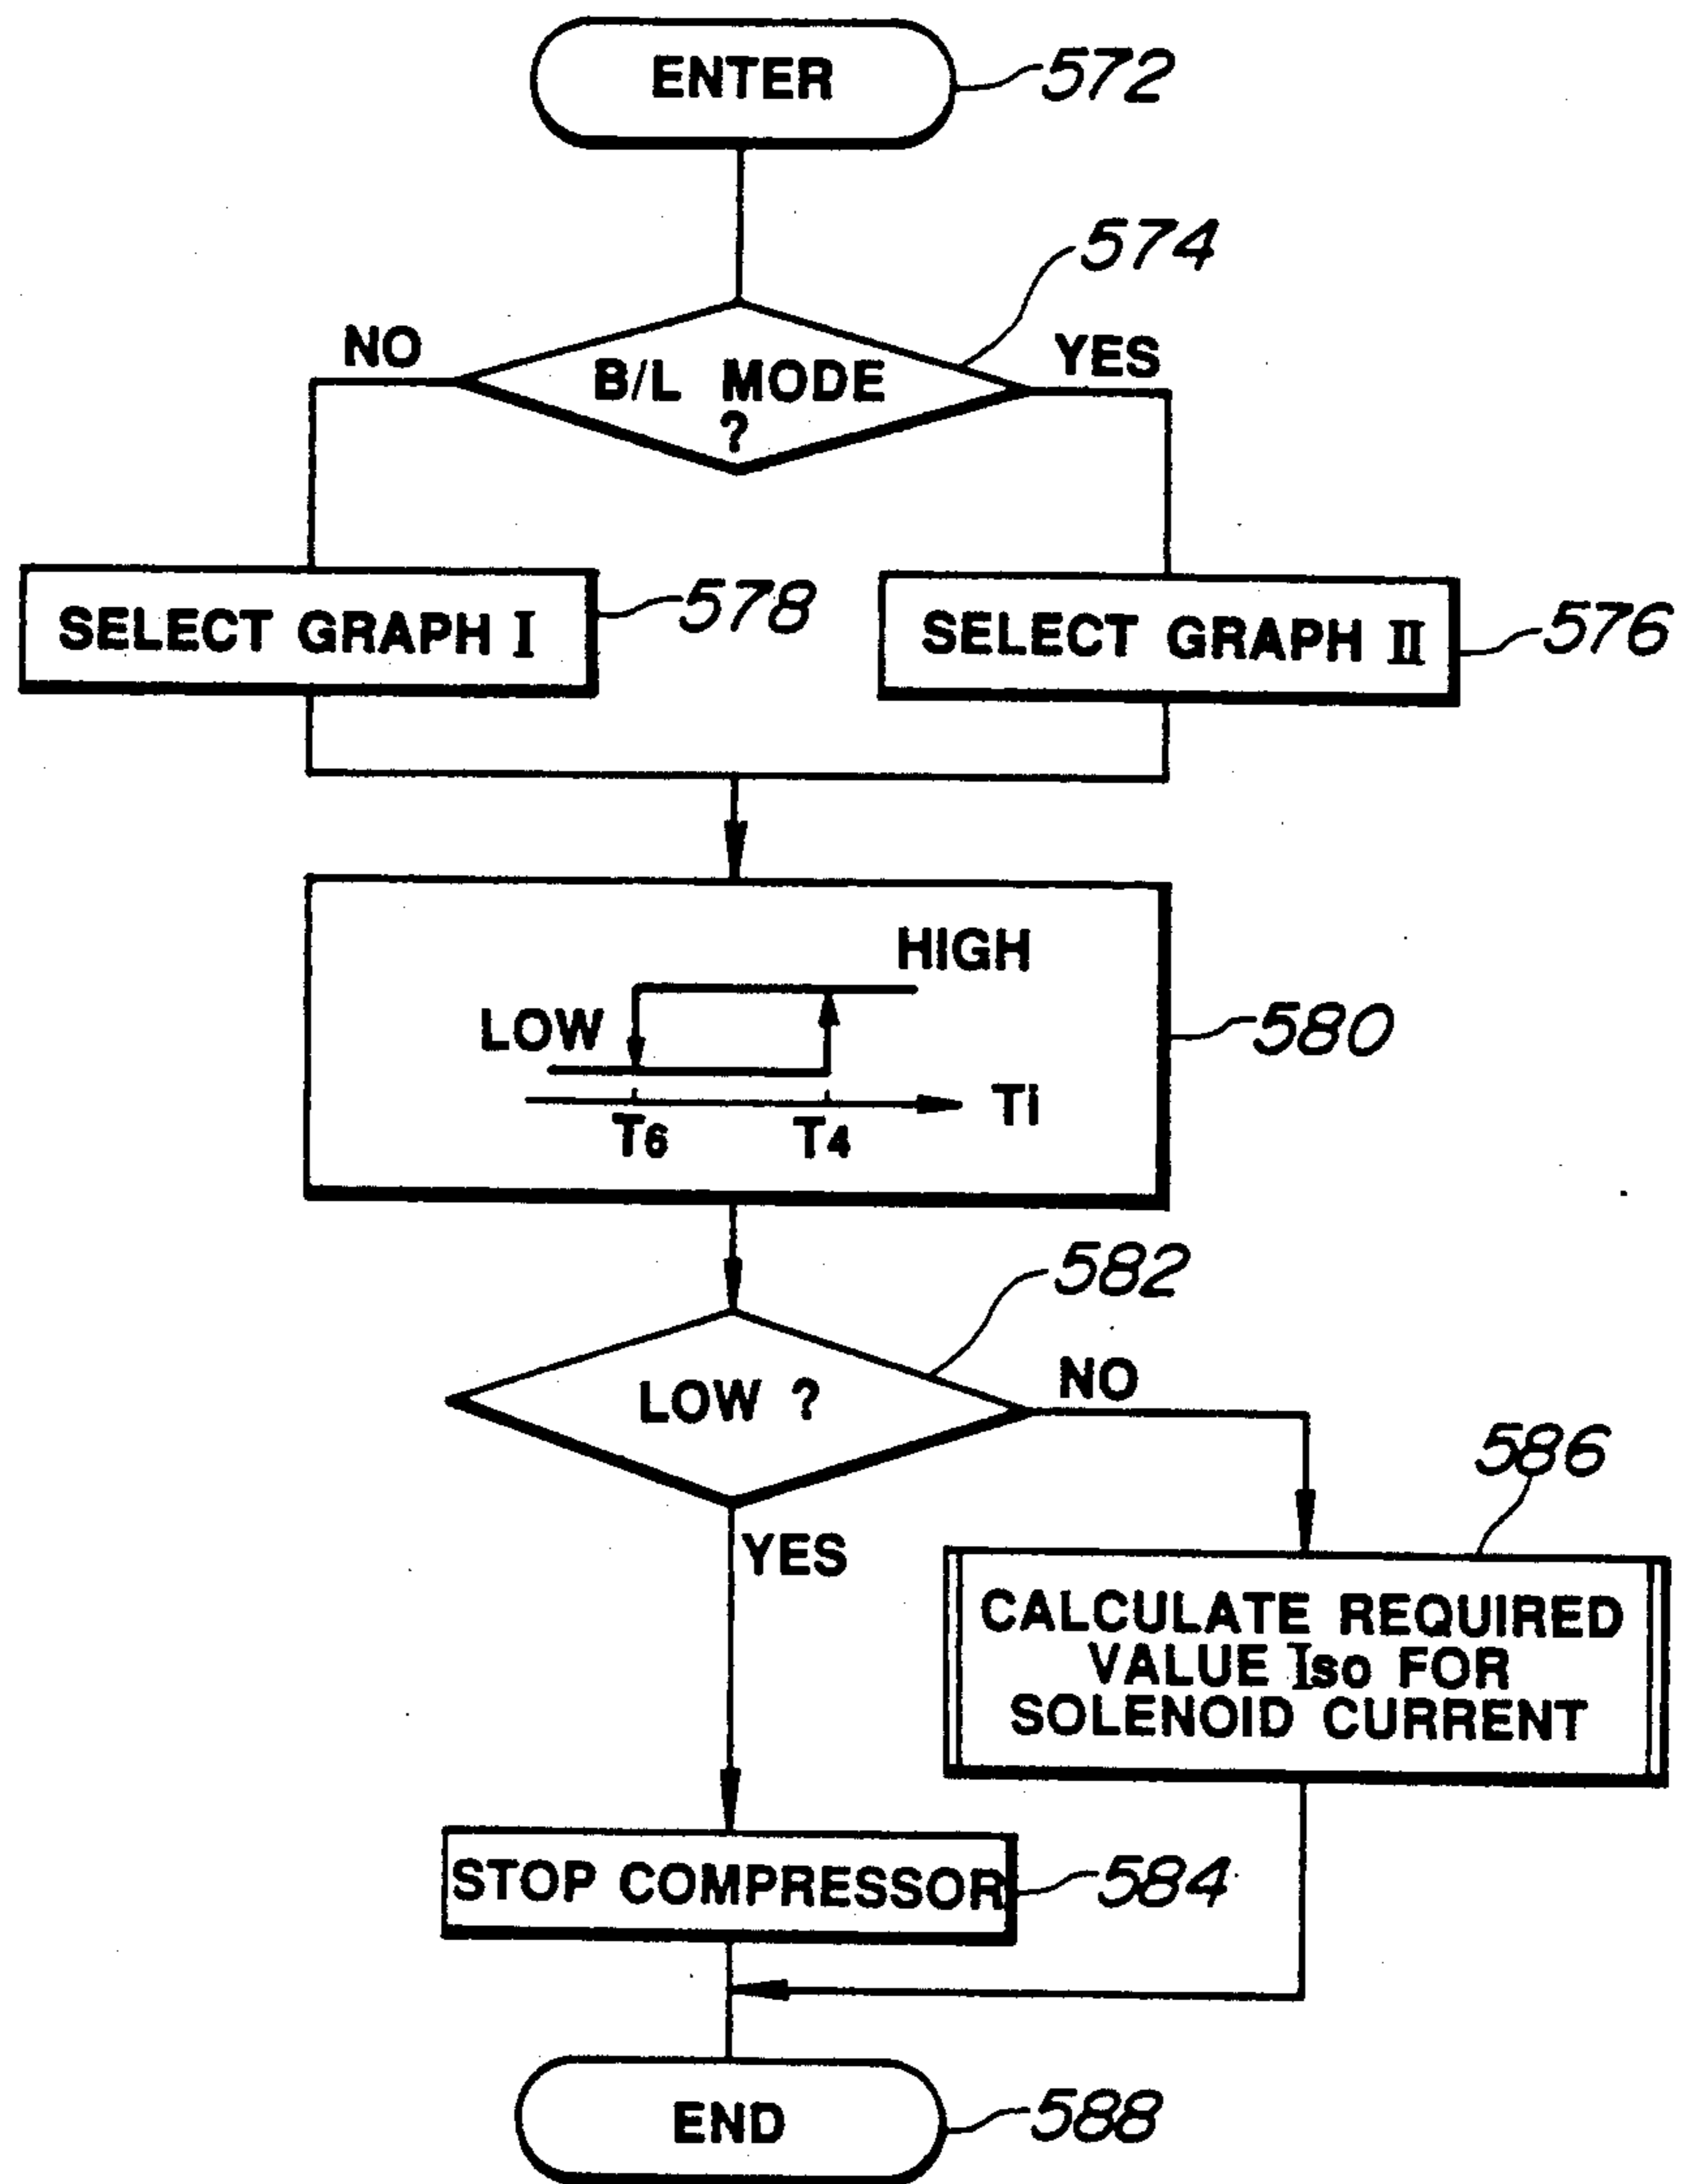 ENTER
572
574
NO
YES
B/L MODE
?
SELECT GRAPH I
578
SELECT GRAPH II
576
HIGH
LOW
580
Ti
T6
T4
582
LOW ?
NO
586
YES
CALCULATE REQUIRED
VALUE Iso FOR
SOLENOID CURRENT
STOP COMPRESSOR
584
END
588